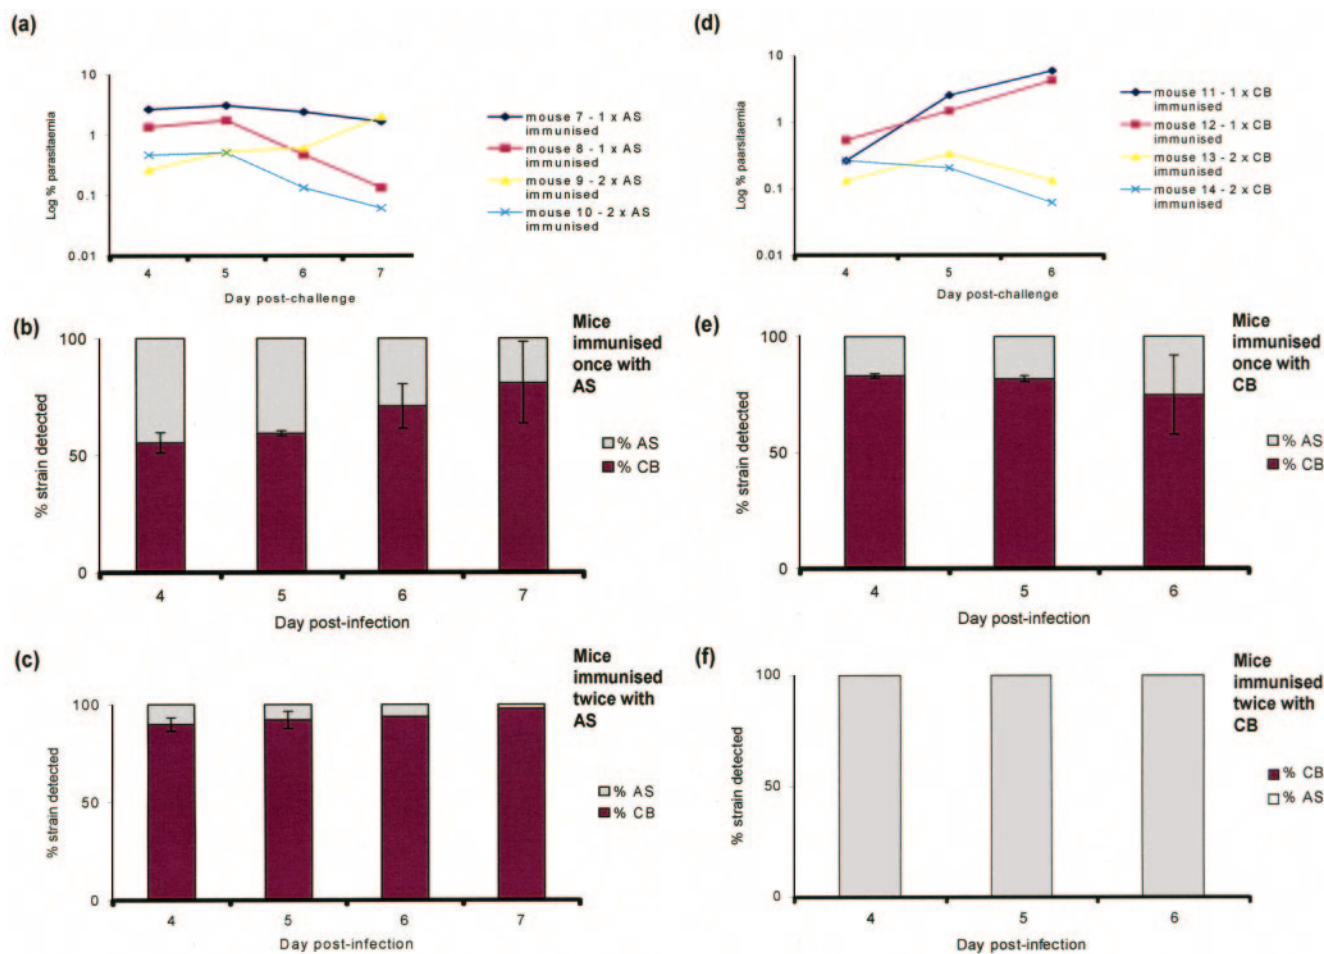 (a)
Log % parasitaemia
10
1
0.1
0.01
4 5 6 7
Day post-challenge
mouse 7 - 1 x AS
immunised
mouse 8 - 1 x AS
immunised
mouse 9 - 2 x AS
immunised
mouse 10 - 2 x AS
immunised
(d)
Log % paarsitaemia
10
1
0.1
0.01
4 5 6
Day post-challenge
mouse 11 - 1 x CB
immunised
mouse 12 - 1 x CB
immunised
mouse 13 - 2 x CB
immunised
mouse 14 - 2 x CB
immunised
(b)
% strain detected
100
50
0
4 5 6 7
Day post-infection
Mice
immunised
once with
AS
% AS
% CB
(e)
% strain detected
100
50
0
4 5 6
Day post-infection
Mice
immunised
once with
CB
% AS
% CB
(c)
% strain detected
100
50
0
4 5 6 7
Day post-infection
Mice
immunised
twice with
AS
% AS
% CB
(f)
% strain detected
100
50
0
4 5 6
Day post-infection
Mice
immunised
twice with
CB
% CB
% AS